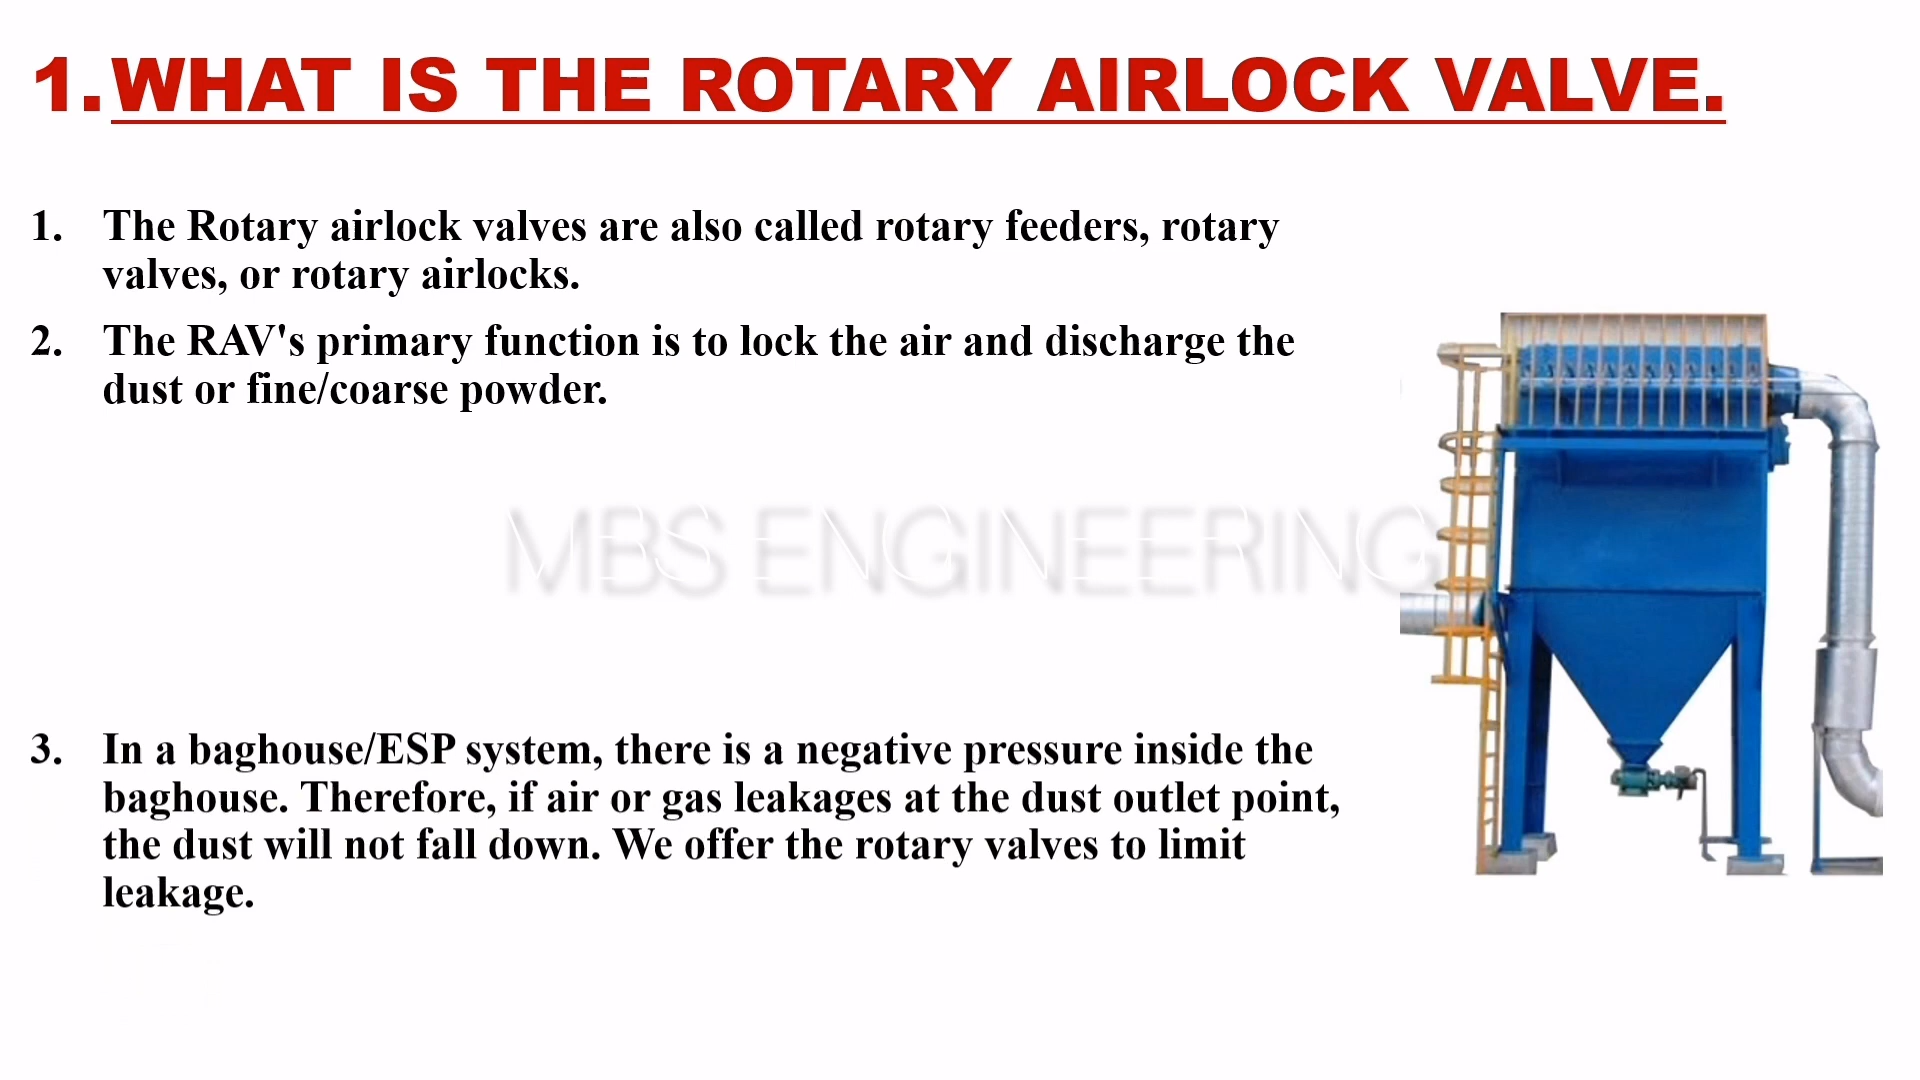 1.WHAT IS THE ROTARY AIRLOCK VALVE.
1. The Rotary airlock valves are also called rotary feeders, rotary
valves, or rotary airlocks.
2. The RAV's primary function is to lock the air and discharge the
dust or fine/coarse powder.
MBS ENGINEERING
3. In a baghouse/ESP system, there is a negative pressure inside the
baghouse. Therefore, if air or gas leakages at the dust outlet point,
the dust will not fall down. We offer the rotary valves to limit
leakage.